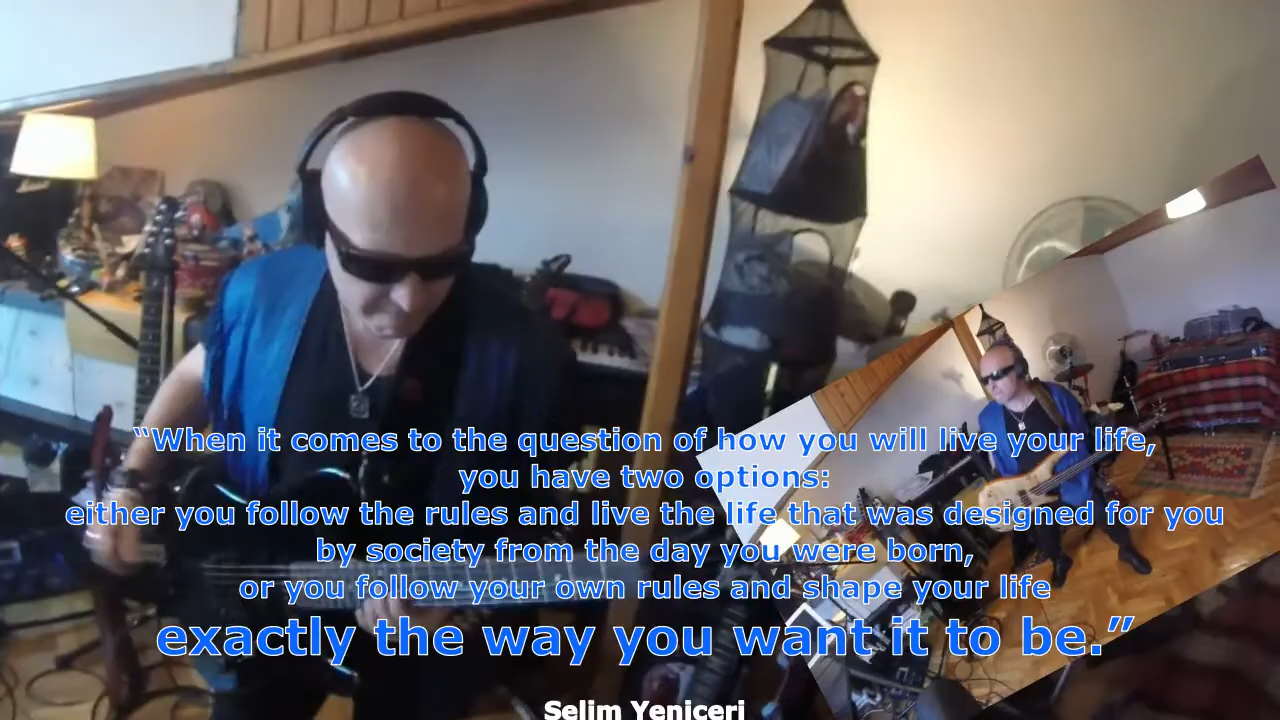 “When it comes to the question of how you will live your life,
you have two options:
either you follow the rules and live the life that was designed for you
by society from the day you were born,
or you follow your own rules and shape your life
exactly the way you want it to be.”
Selim Yeniceri